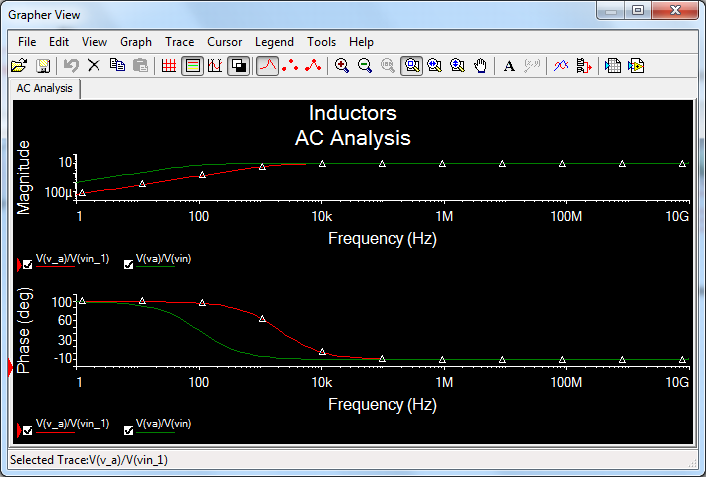 Grapher View
File Edit View Graph Trace Cursor Legend Tools Help
A (x,y)
AC Analysis
Inductors
AC Analysis
Magnitude
10
100µ
1 100 10k 1M 100M 10G
Frequency (Hz)
V(v_a)/V(vin_1) V(va)/V(vin)
Phase (deg)
100
60
30
-10
1 100 10k 1M 100M 10G
Frequency (Hz)
V(v_a)/V(vin_1) V(va)/V(vin)
Selected Trace:V(v_a)/V(vin_1)